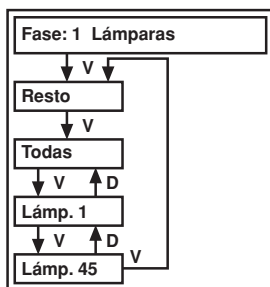 Fase: 1 Lámparas
V
Resto
V
Todas
V D
Lámp. 1
V D
V
Lámp. 45